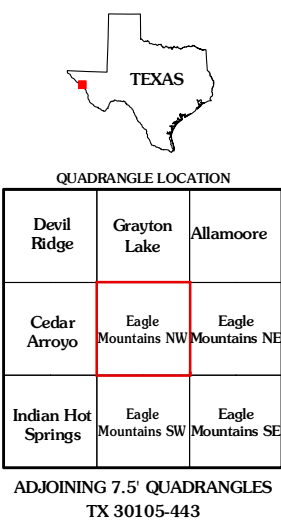 TEXAS
QUADRANGLE LOCATION
Devil
Ridge
Grayton
Lake
Allamoore
Cedar
Arroyo
Eagle
Mountains NW
Eagle
Mountains NE
Indian Hot
Springs
Eagle
Mountains SW
Eagle
Mountains SE
ADJOINING 7.5' QUADRANGLES
TX 30105-443